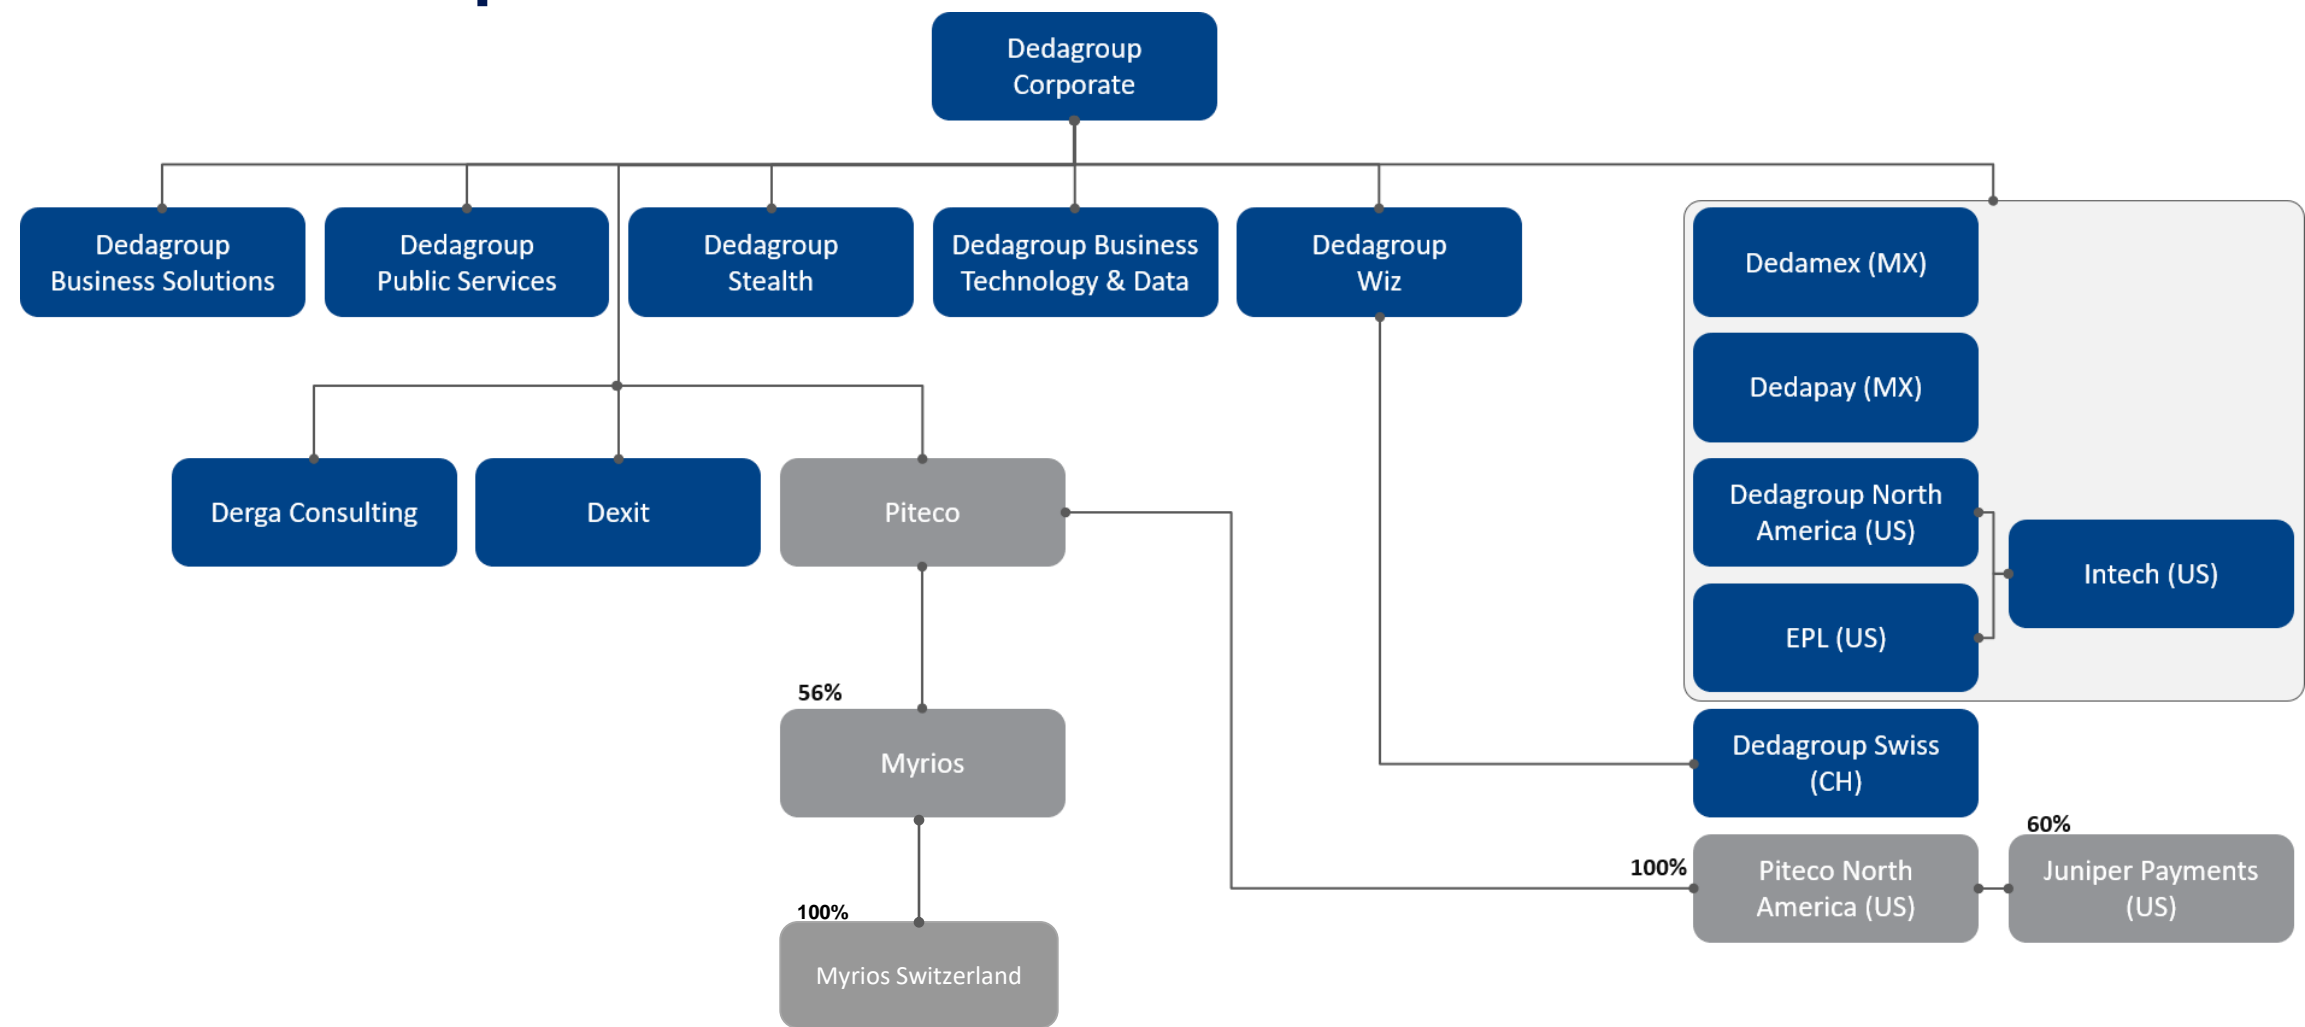 Dedagroup
Corporate
Dedagroup
Business Solutions
Dedagroup
Public Services
Dedagroup
Stealth
Dedagroup Business
Technology & Data
Dedagroup
Wiz
Dedamex (MX)
Dedapay (MX)
Derga Consulting
Dexit
Piteco
Dedagroup North
America (US)
Intech (US)
EPL (US)
56%
Myrios
Dedagroup Swiss
(CH)
100%
Piteco North
America (US)
60%
Juniper Payments
(US)
100%
Myrios Switzerland